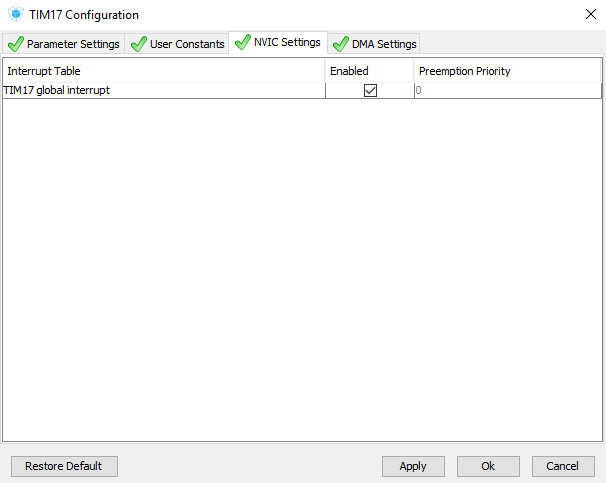 TIM17 Configuration
Parameter Settings User Constants NVIC Settings DMA Settings
Interrupt Table Enabled Preemption Priority
TIM17 global interrupt 0
Restore Default Apply Ok Cancel